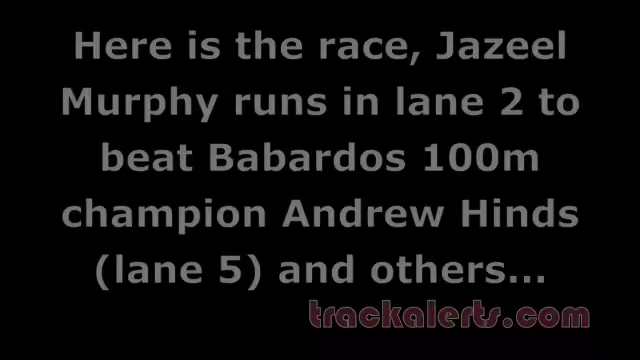 Here is the race, Jazeel
Murphy runs in lane 2 to
beat Babardos 100m
champion Andrew Hinds
(lane 5) and others...
trackalerts.com